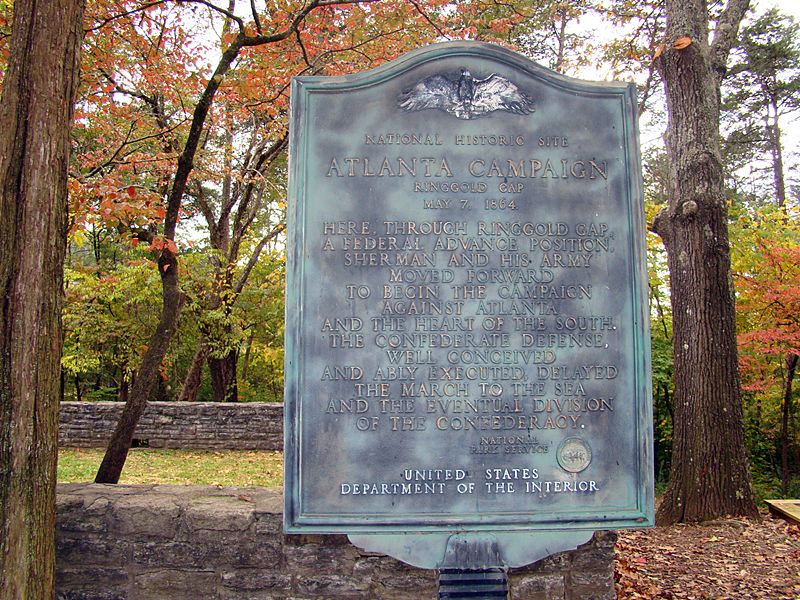 NATIONAL HISTORIC SITE
ATLANTA CAMPAIGN
RINGGOLD GAP
MAY 7, 1864
HERE, THROUGH RINGGOLD GAP,
A FEDERAL ADVANCE POSITION,
SHERMAN AND HIS ARMY
MOVED FORWARD
TO BEGIN THE CAMPAIGN
AGAINST ATLANTA
AND THE HEART OF THE SOUTH.
THE CONFEDERATE DEFENSE,
WELL CONCEIVED
AND ABLY EXECUTED, DELAYED
THE MARCH TO THE SEA
AND THE EVENTUAL DIVISION
OF THE CONFEDERACY.
NATIONAL
PARK SERVICE
UNITED STATES
DEPARTMENT OF THE INTERIOR